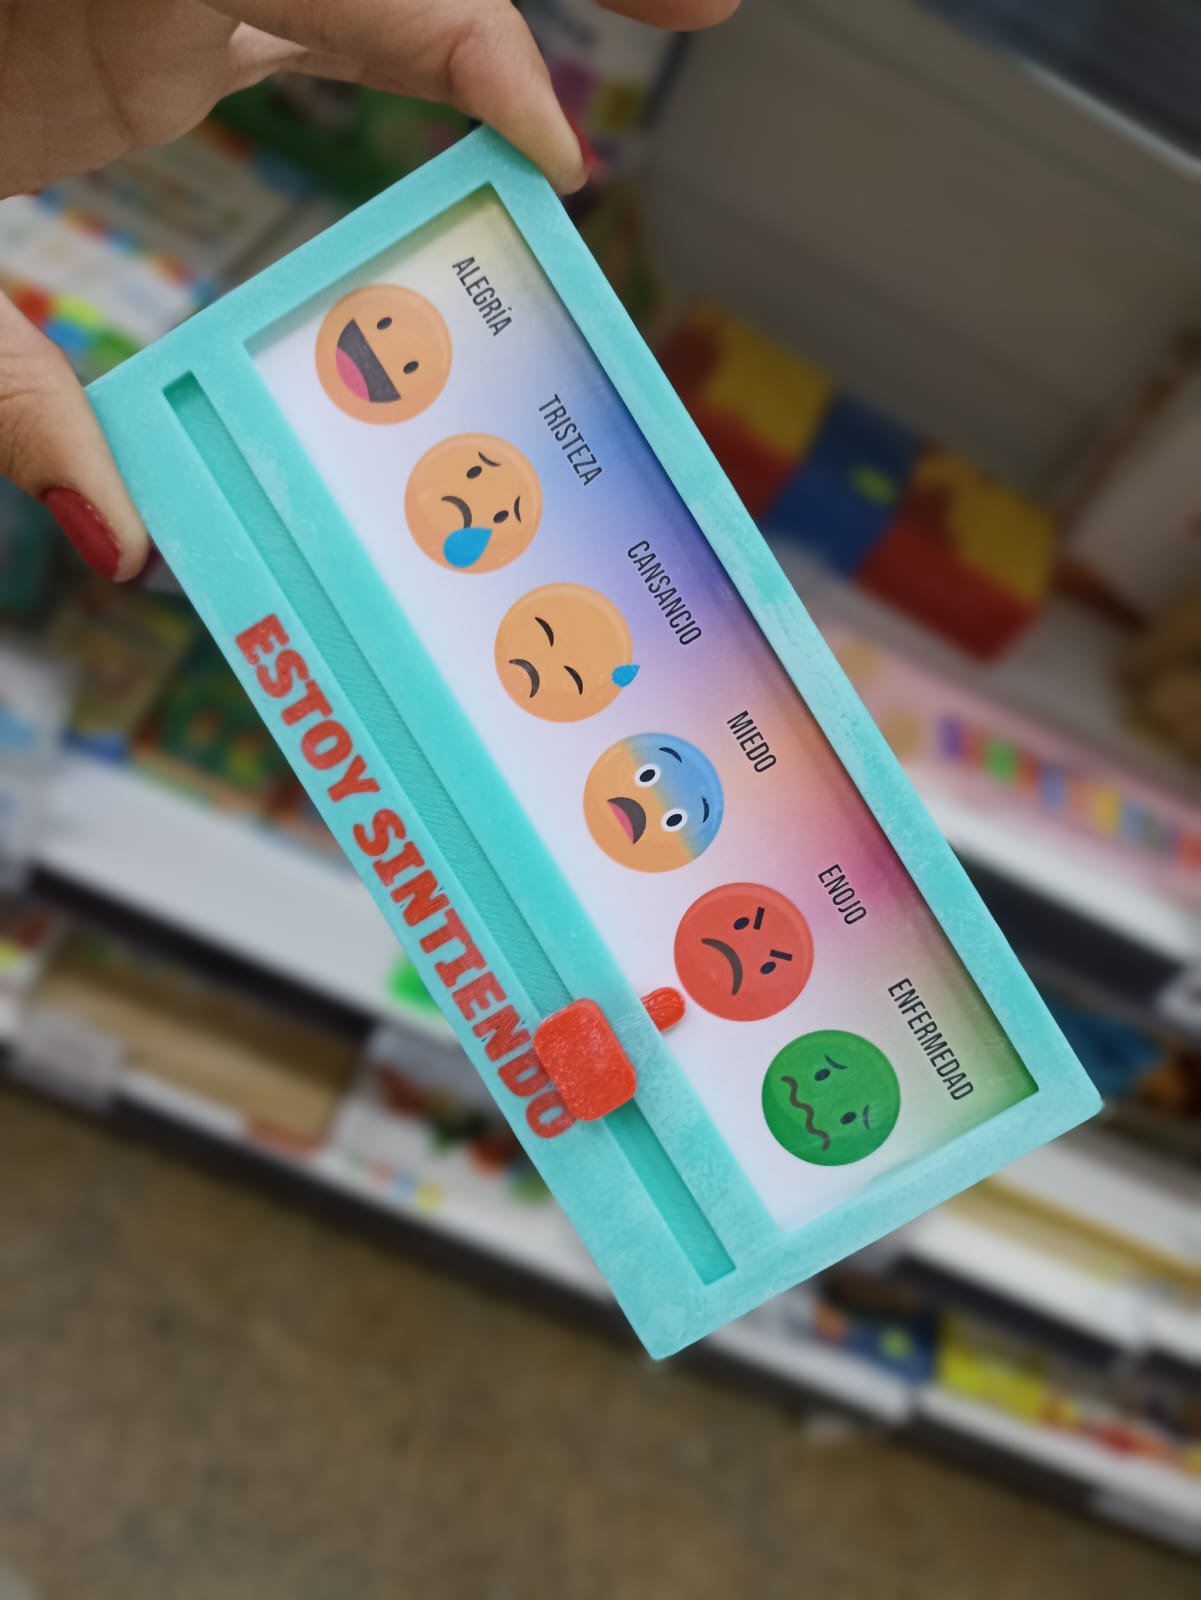 ALEGRÍA
TRISTEZA
CANSANCIO
MIEDO
ENOJO
ENFERMEDAD
ESTOY SINTIENDO